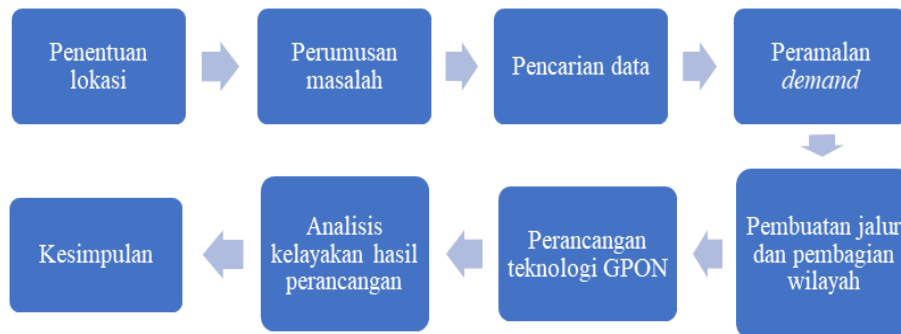 Penentuan
lokasi
Perumusan
masalah
Pencarian data
Peramalan
demand
Pembuatan jalur
dan pembagian
wilayah
Perancangan
teknologi GPON
Analisis
kelayakan hasil
perancangan
Kesimpulan